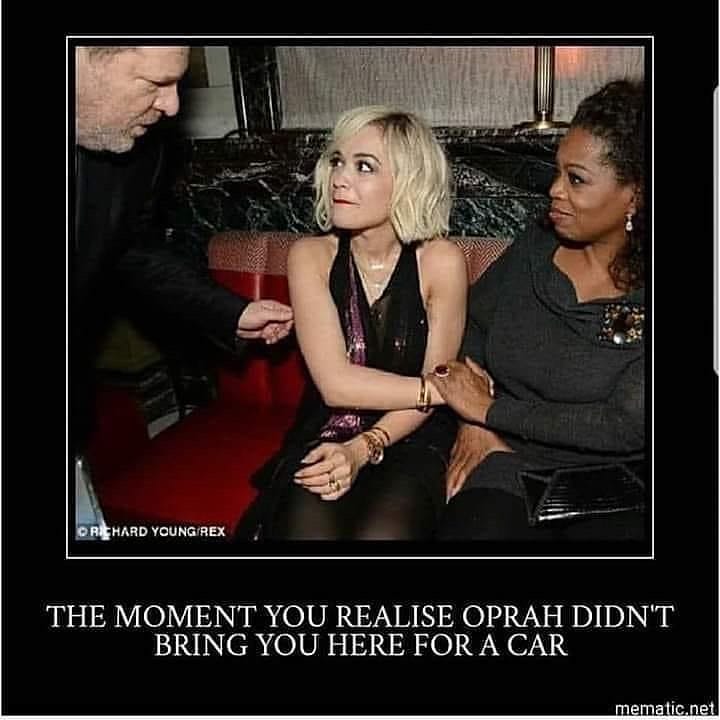 © RICHARD YOUNG/REX
THE MOMENT YOU REALISE OPRAH DIDN'T
BRING YOU HERE FOR A CAR
mematic.net